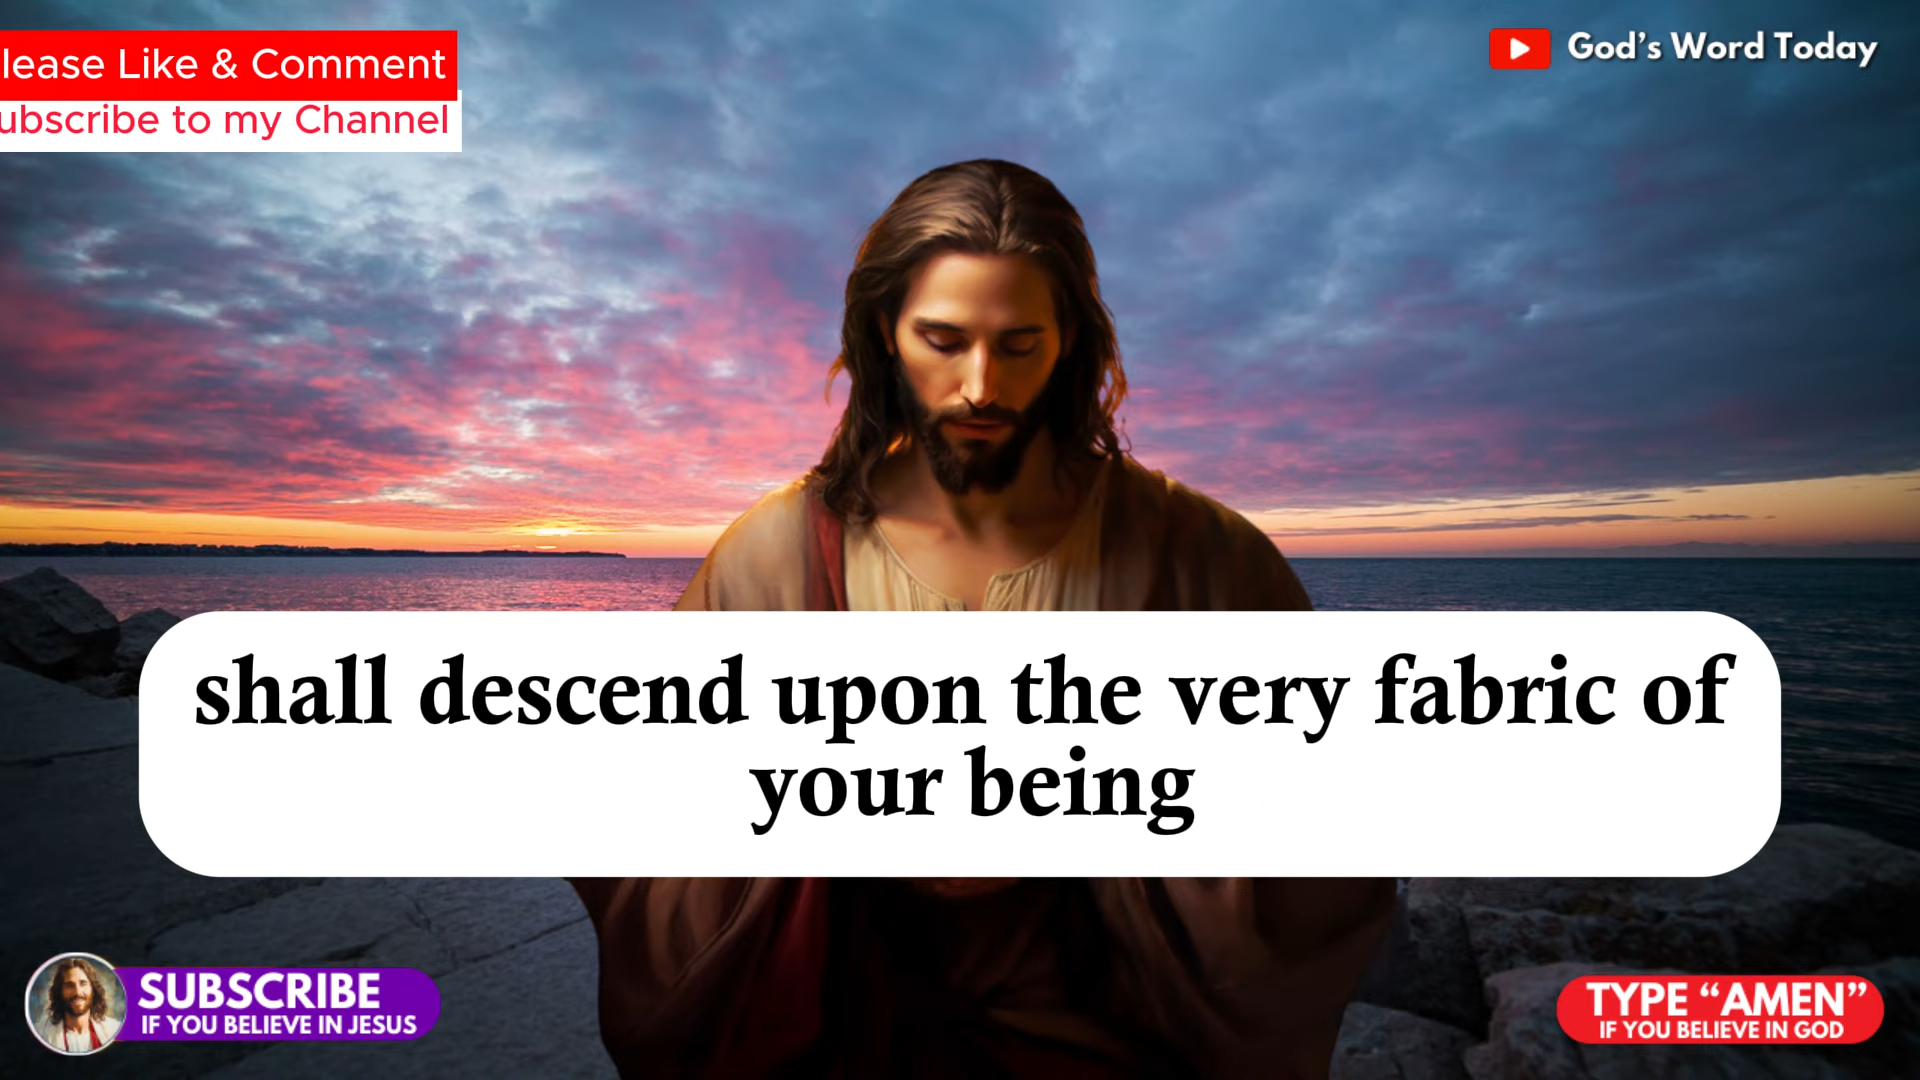 lease Like & Comment
ubscribe to my Channel
God's Word Today
shall descend upon the very fabric of
your being
SUBSCRIBE
IF YOU BELIEVE IN JESUS
TYPE “AMEN”
IF YOU BELIEVE IN GOD